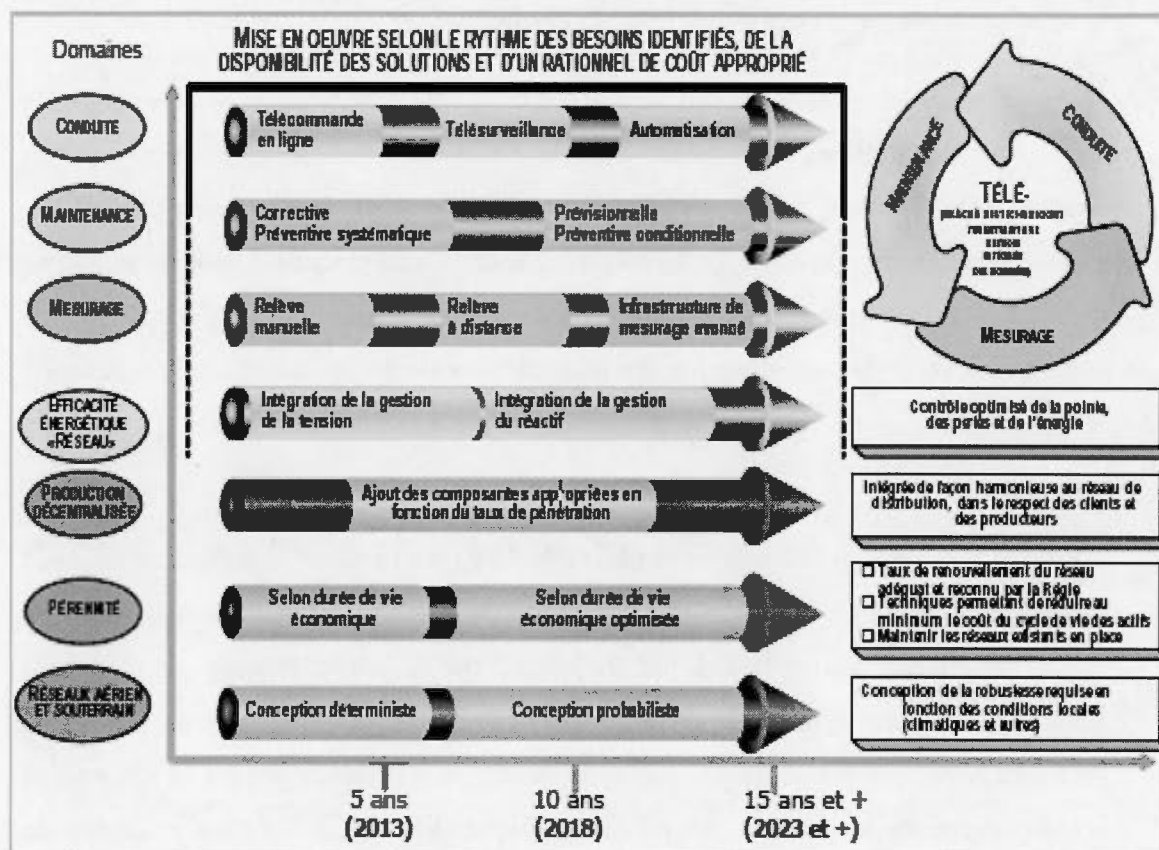 Domaines
MISE EN OEUVRE SELON LE RYTHME DES BESOINS IDENTIFIÉS, DE LA
DISPONIBILITÉ DES SOLUTIONS ET D'UN RATIONNEL DE COÛT APPROPRIÉ
CONDUITE
Télécommande
en ligne
Télésurveillance
Automatisation
MAINTENANCE
Corrective
Préventive systématique
Prévisionnelle
Préventive conditionnelle
MESURAGE
Relève
manuelle
Relève
à distance
Infrastructure de
mesurage avancé
MAINTENANCE
CONDUITE
TÉLÉ-
MESURAGE
EFFICACITÉ
ÉNERGÉTIQUE
«RÉSEAU»
Intégration de la gestion
de la tension
Intégration de la gestion
du réactif
Contrôle optimisé de la pointe,
des pertes et de l'énergie
PRODUCTION
DÉCENTRALISÉE
Ajout des composantes appropriées en
fonction du taux de pénétration
Intégrée de façon harmonieuse au réseau de
distribution, dans le respect des clients et
des producteurs
PÉRENNITÉ
Selon durée de vie
économique
Selon durée de vie
économique optimisée
Taux de renouvellement du réseau
adéquat et reconnu par la Régie
Techniques permettant de réduire au
minimum le coût du cycle de vie des actifs
Maintenir les réseaux existants en place
RÉSEAUX AÉRIEN
ET SOUTERRAIN
Conception déterministe
Conception probabiliste
Conception de la robustesse requise en
fonction des conditions locales
(climatiques et autres)
5 ans
(2013)
10 ans
(2018)
15 ans et +
(2023 et +)